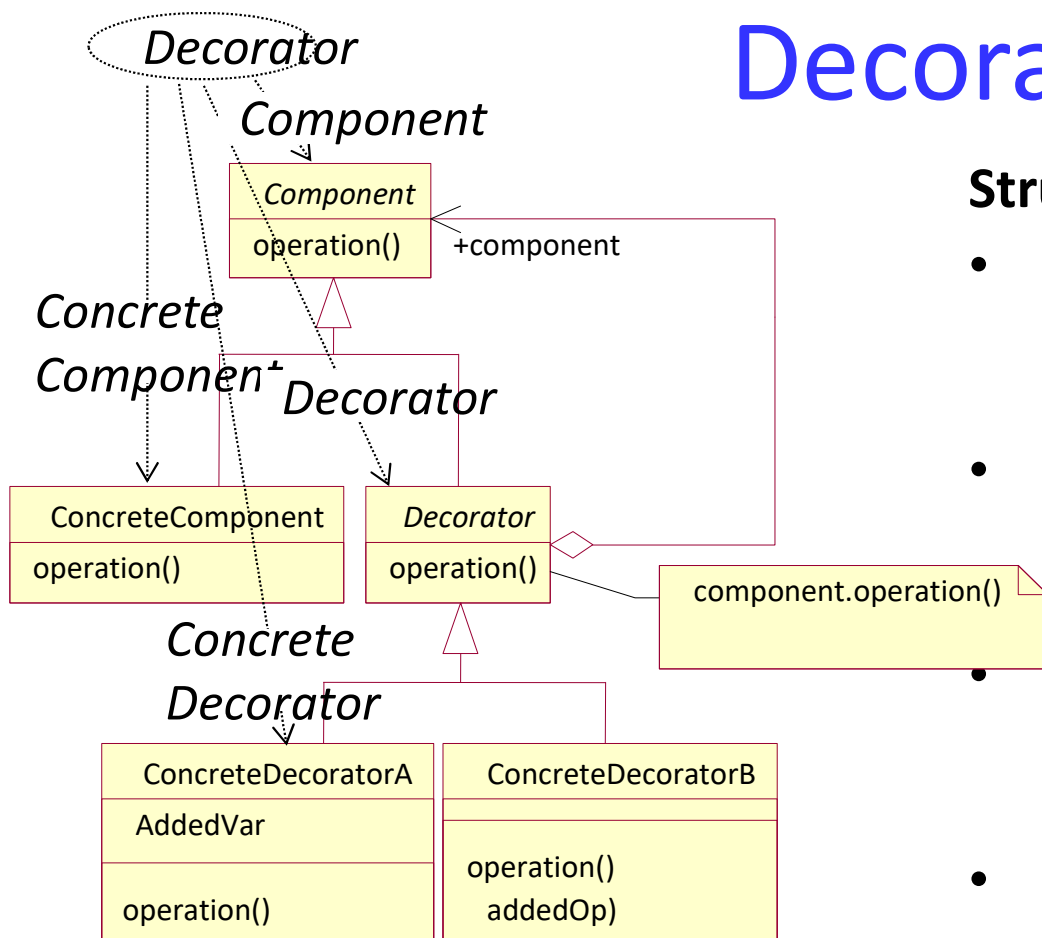 Decorator
Decora
Component
Stru
Component
operation()
+component
Concrete
Component
Decorator
ConcreteComponent
operation()
Decorator
operation()
component.operation()
Concrete
Decorator
ConcreteDecoratorA
AddedVar
operation()
ConcreteDecoratorB
operation()
addedOp)